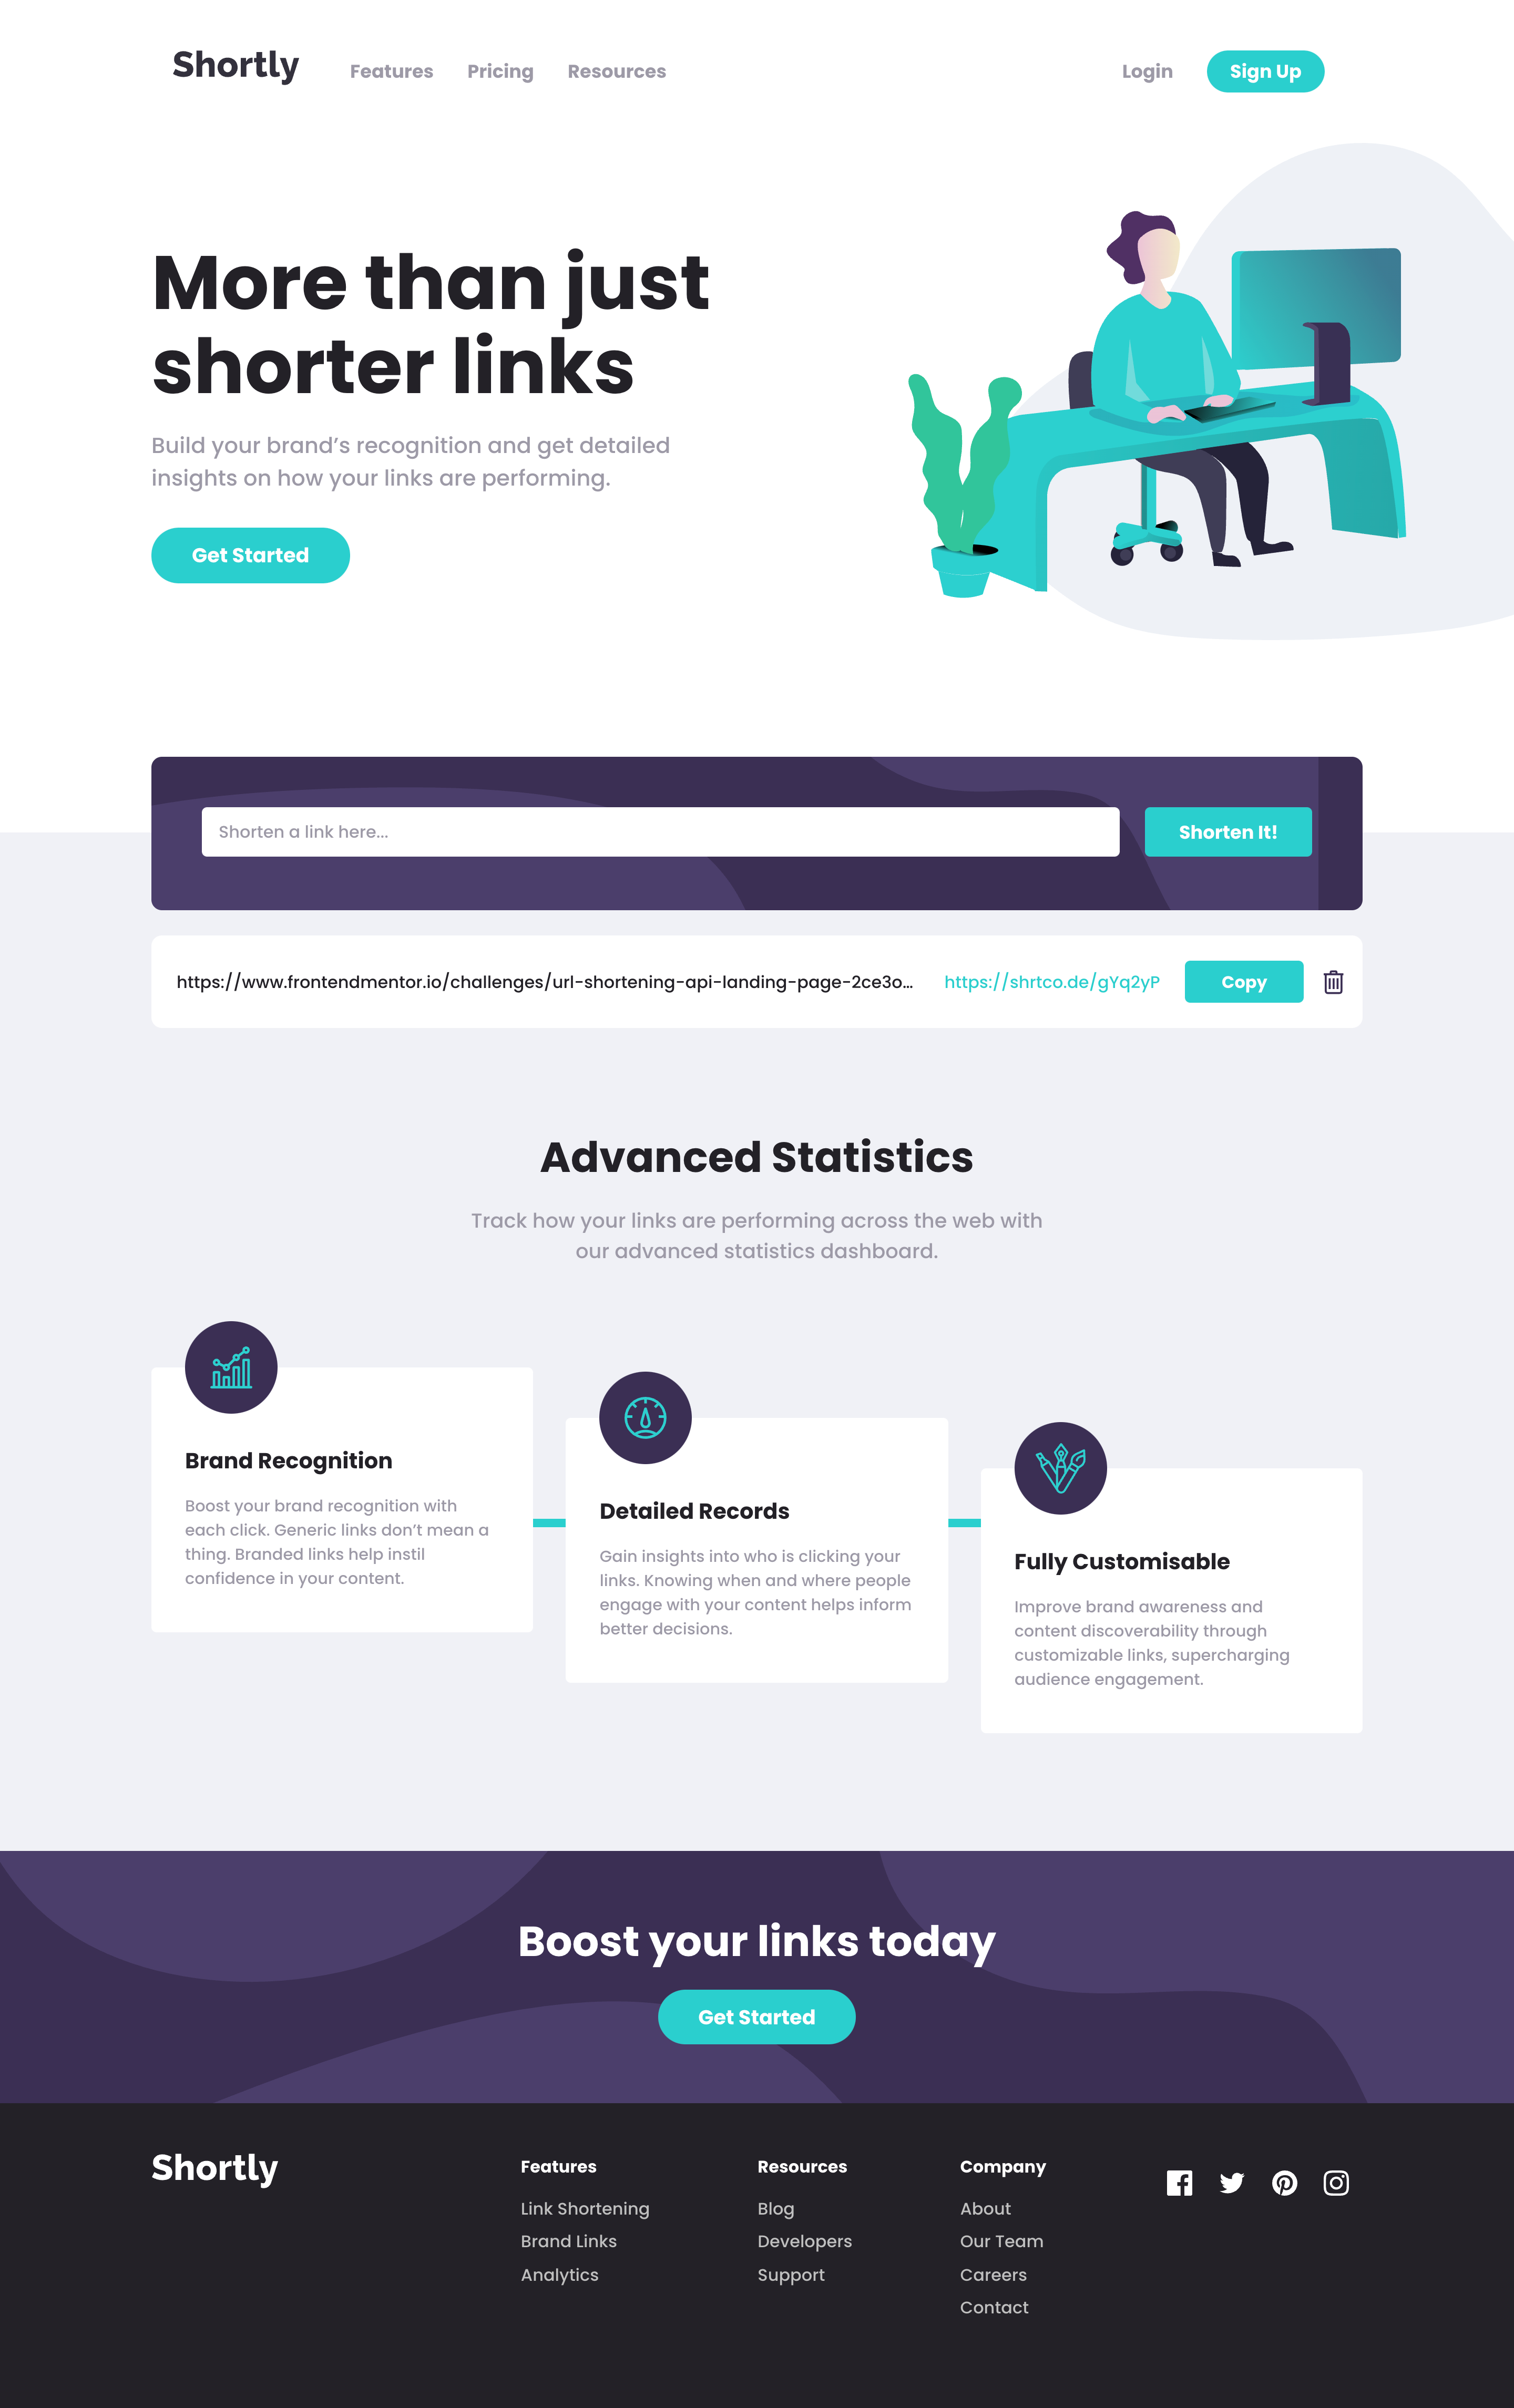 Shortly
Features
Pricing
Resources
Login
Sign Up
More than just
shorter links
Build your brand’s recognition and get detailed
insights on how your links are performing.
Get Started
Shorten a link here...
Shorten It!
https://www.frontendmentor.io/challenges/url-shortening-api-landing-page-2ce3o...
https://shrtco.de/gYq2yP
Copy
Advanced Statistics
Track how your links are performing across the web with
our advanced statistics dashboard.
Brand Recognition
Boost your brand recognition with
each click. Generic links don’t mean a
thing. Branded links help instil
confidence in your content.
Detailed Records
Gain insights into who is clicking your
links. Knowing when and where people
engage with your content helps inform
better decisions.
Fully Customisable
Improve brand awareness and
content discoverability through
customizable links, supercharging
audience engagement.
Boost your links today
Get Started
Shortly
Features
Link Shortening
Brand Links
Analytics
Resources
Blog
Developers
Support
Company
About
Our Team
Careers
Contact